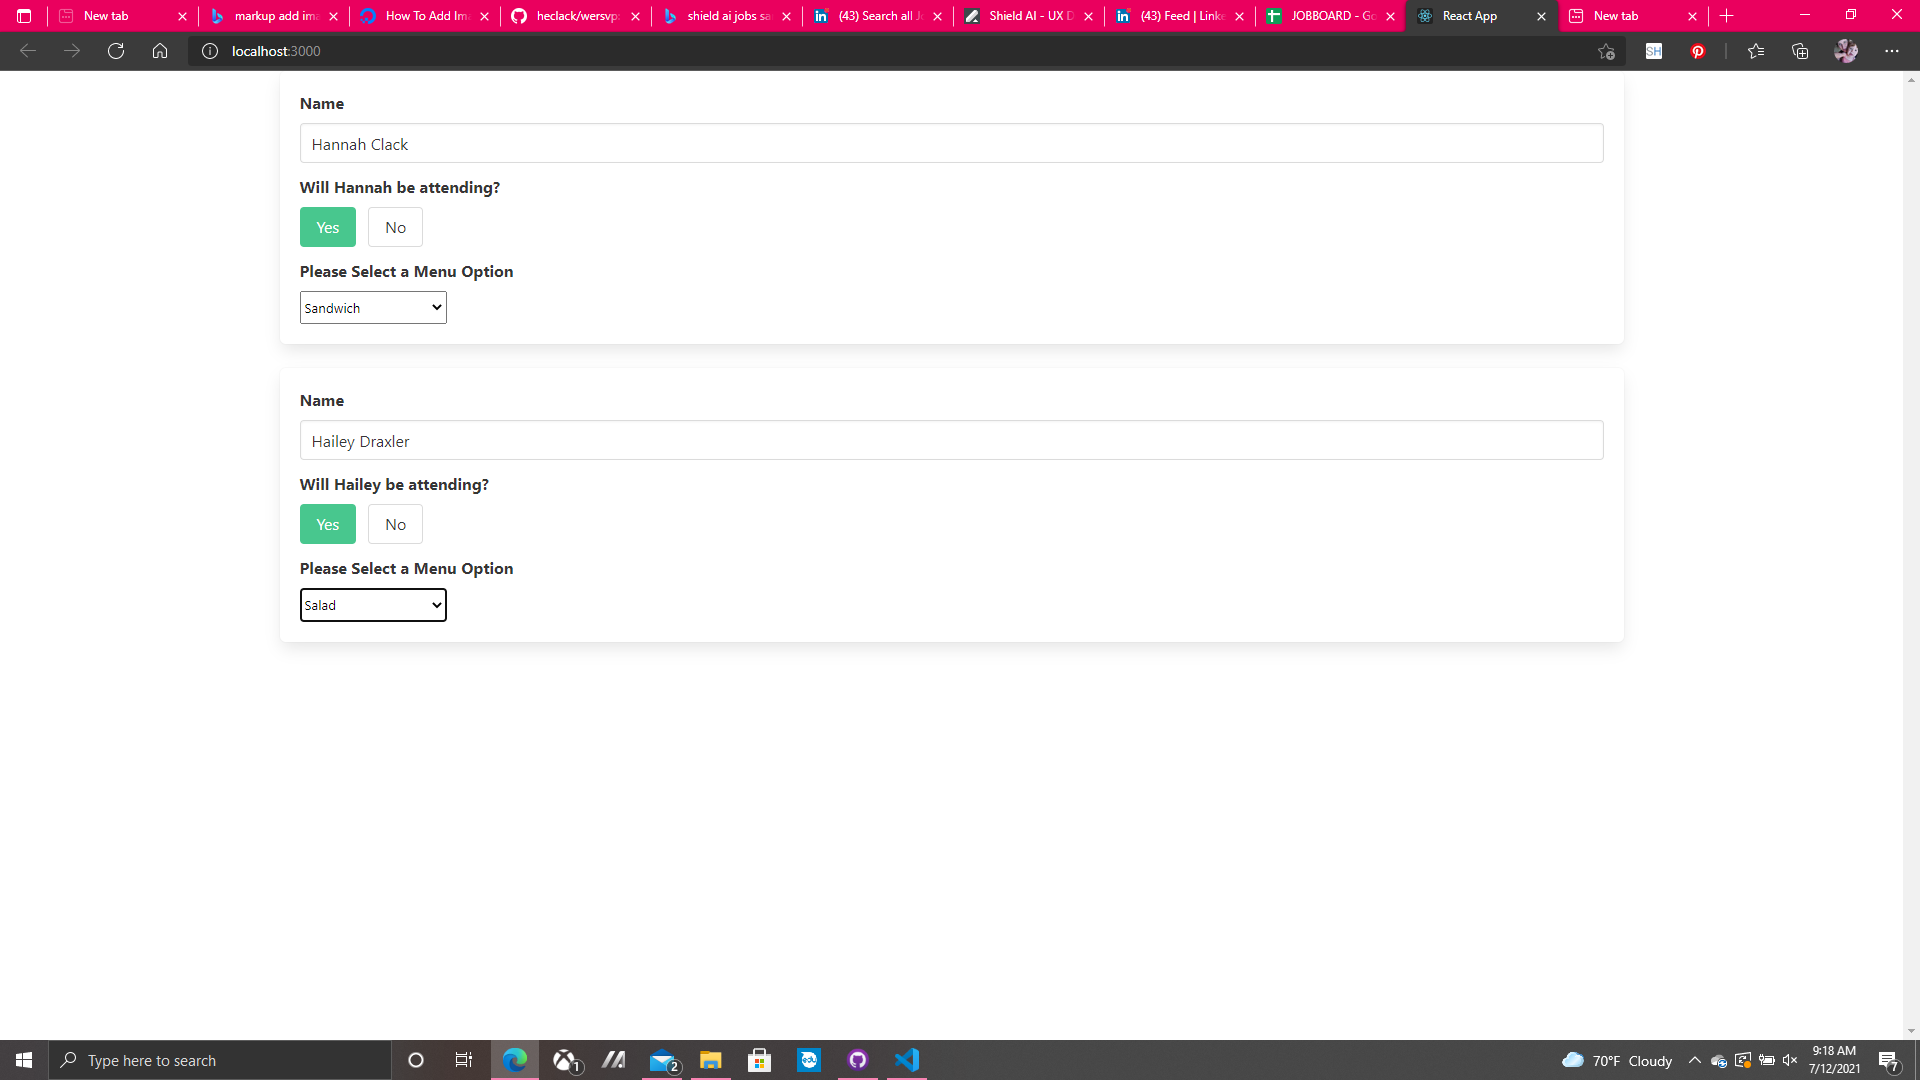 New tab
markup add ima
How To Add Ima
heclack/wersvp:
shield ai jobs sa
(43) Search all Jo
Shield AI - UX D
(43) Feed | Linke
JOBBOARD - Go
React App
New tab
localhost:3000
SH
Name
Hannah Clack
Will Hannah be attending?
Yes
No
Please Select a Menu Option
Sandwich
Name
Hailey Draxler
Will Hailey be attending?
Yes
No
Please Select a Menu Option
Salad
Type here to search
1
2
edu
70°F Cloudy
9:18 AM
7/12/2021
7